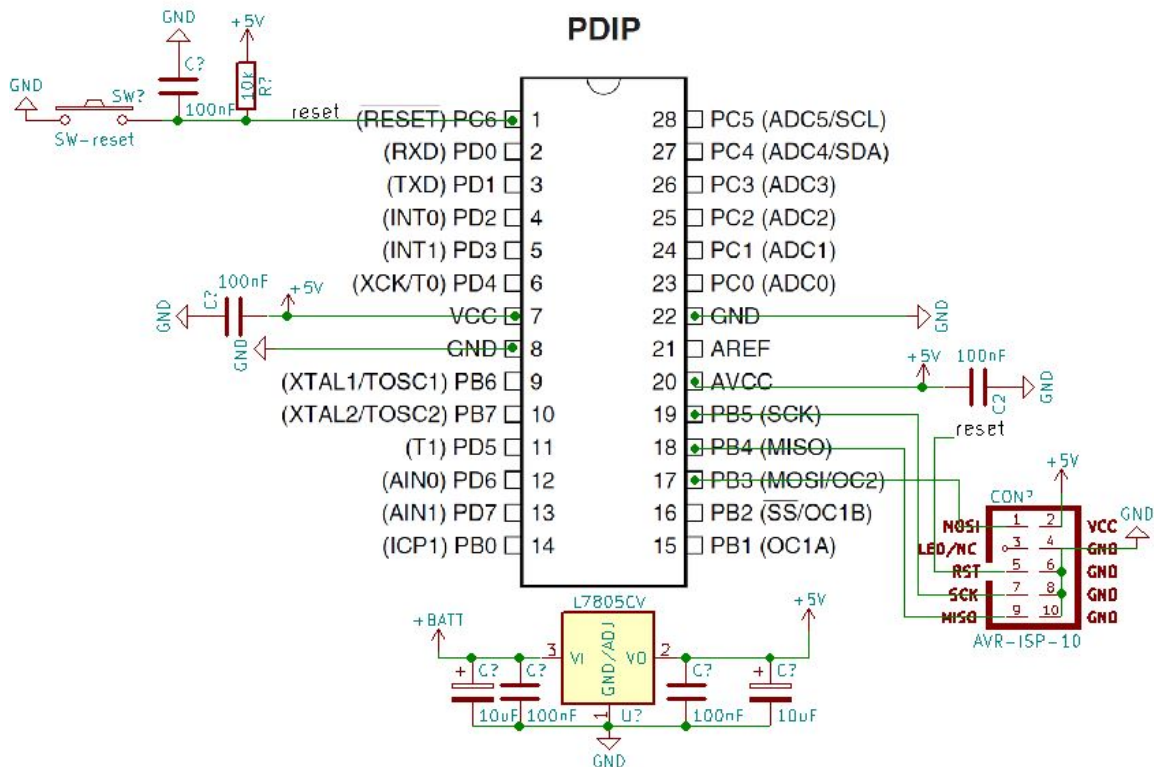 PDIP
GND
+5V
C?
100nF
10k
R?
GND
SW?
SW-reset
reset
(RESET) PC6 1
(RXD) PD0 2
(TXD) PD1 3
(INT0) PD2 4
(INT1) PD3 5
(XCK/T0) PD4 6
VCC 7
GND 8
(XTAL1/TOSC1) PB6 9
(XTAL2/TOSC2) PB7 10
(T1) PD5 11
(AIN0) PD6 12
(AIN1) PD7 13
(ICP1) PB0 14
28 PC5 (ADC5/SCL)
27 PC4 (ADC4/SDA)
26 PC3 (ADC3)
25 PC2 (ADC2)
24 PC1 (ADC1)
23 PC0 (ADC0)
22 GND
21 AREF
20 AVCC
19 PB5 (SCK)
18 PB4 (MISO)
17 PB3 (MOSI/OC2)
16 PB2 (SS/OC1B)
15 PB1 (OC1A)
100nF
C?
+5V
GND
GND
GND
+5V
100nF
C2
GND
reset
+5V
GND
CON?
MOSI 1 2 VCC
LED/NC 3 4 GND
RST 5 6 GND
SCK 7 8 GND
MISO 9 10 GND
AVR-ISP-10
L7805CV
+BATT
+5V
3 VI GND/ADJ VO 2
1 U?
C? C? C? C?
10uF 100nF 100nF 10uF
GND